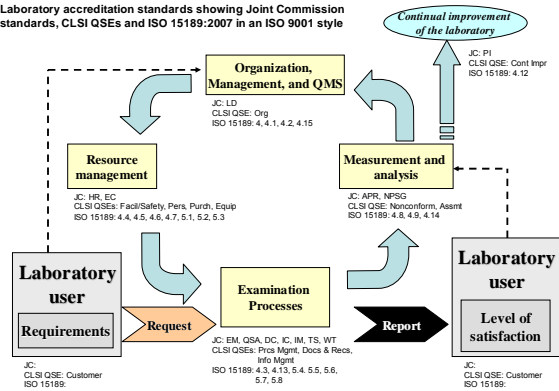 Laboratory accreditation standards showing Joint Commission
standards, CLSI QSEs and ISO 15189:2007 in an ISO 9001 style
Continual improvement
of the laboratory
JC: PI
CLSI QSE: Cont Impr
ISO 15189: 4.12
Organization,
Management, and QMS
JC: LD
CLSI QSE: Org
ISO 15189: 4, 4.1, 4.2, 4.15
Resource
management
JC: HR, EC
CLSI QSEs: Facil/Safety, Pers, Purch, Equip
ISO 15189: 4.4, 4.5, 4.6, 4.7, 5.1, 5.2, 5.3
Measurement and
analysis
JC: APR, NPSG
CLSI QSE: Nonconform, Assmt
ISO 15189: 4.8, 4.9, 4.14
Laboratory
user
Requirements
JC:
CLSI QSE: Customer
ISO 15189:
Request
Examination
Processes
JC: EM, QSA, DC, IC, IM, TS, WT
CLSI QSEs: Prcs Mgmt, Docs & Recs,
Info Mgmt
ISO 15189: 4.3, 4.13, 5.4, 5.5, 5.6,
5.7, 5.8
Report
Laboratory
user
Level of
satisfaction
JC:
CLSI QSE: Customer
ISO 15189: